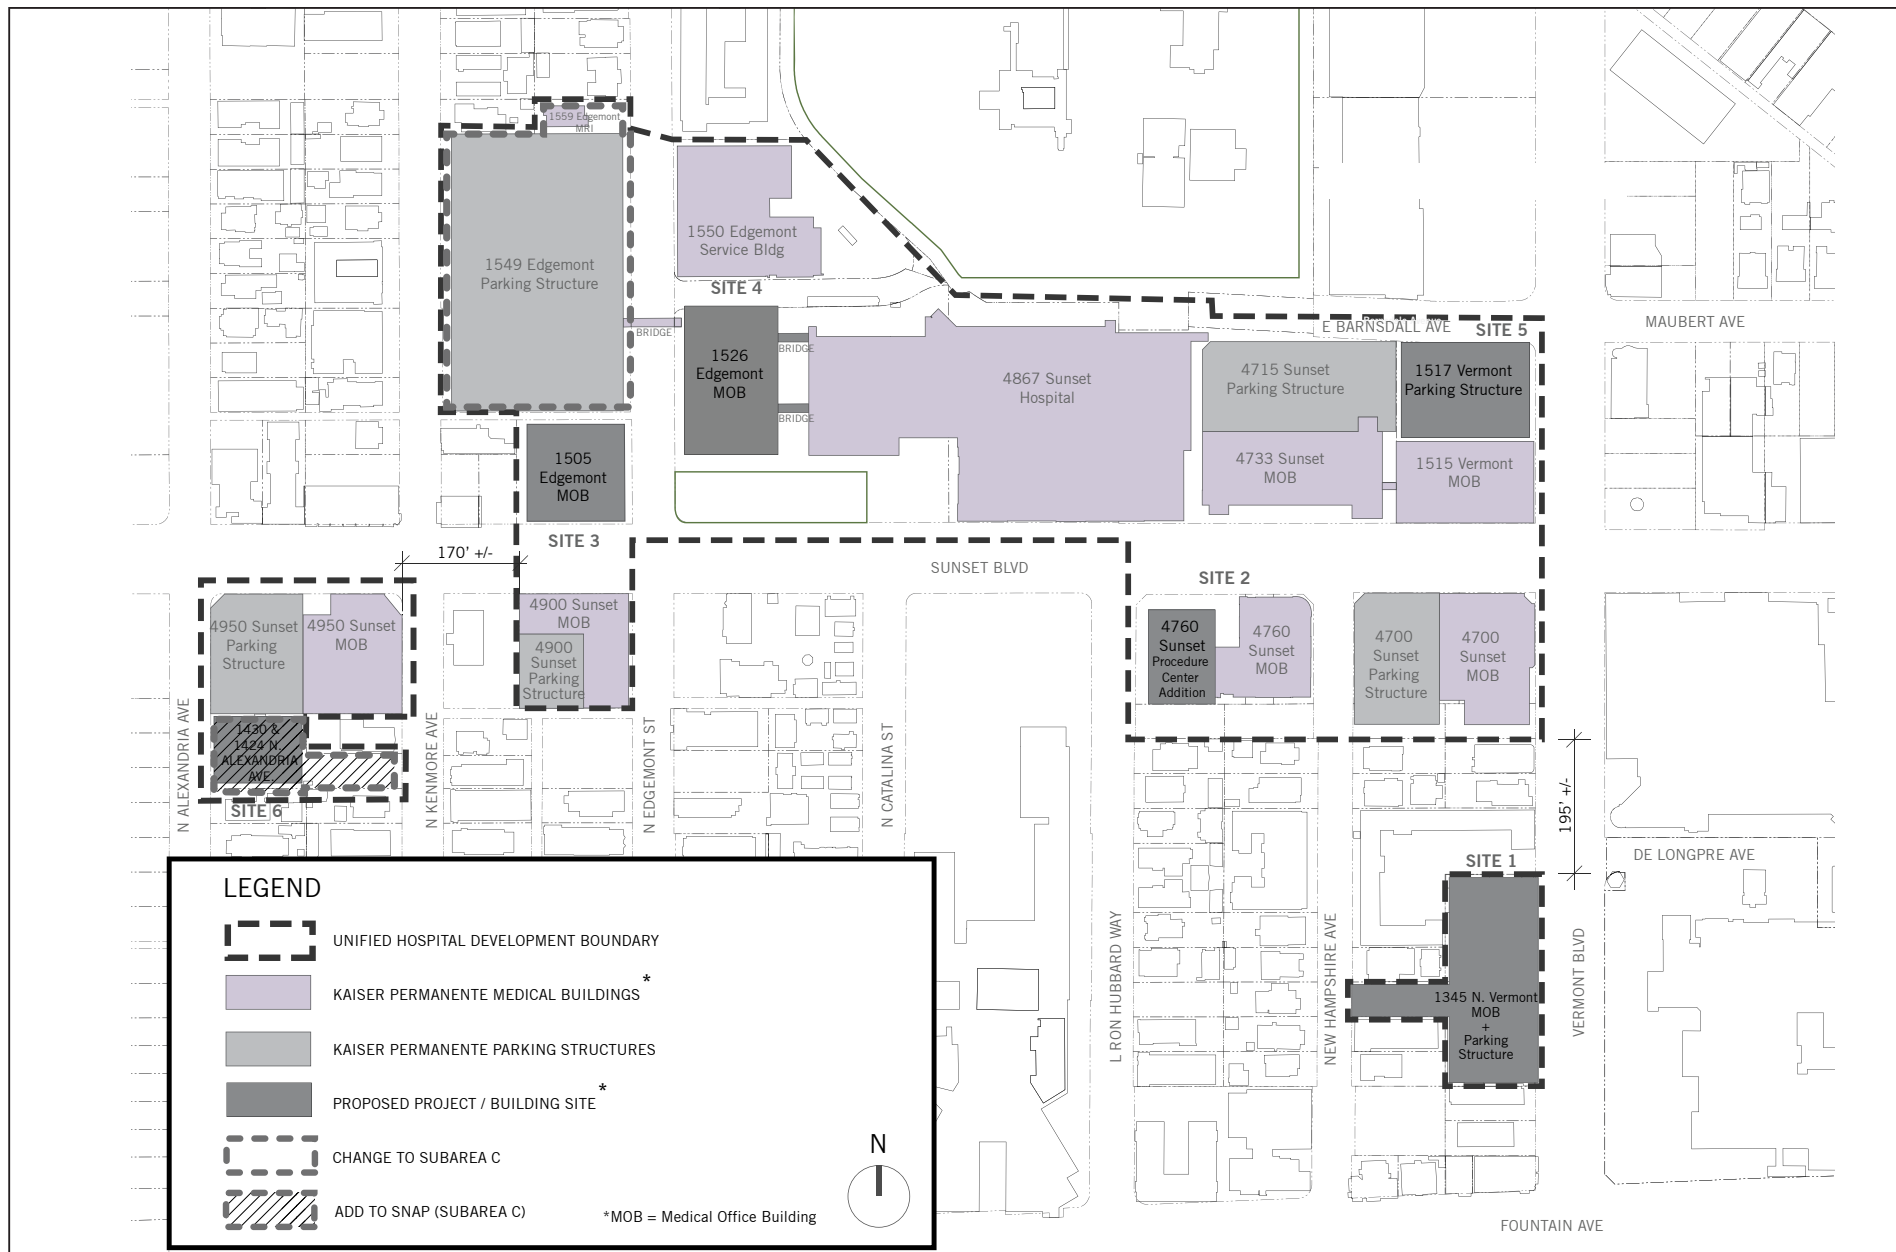 1559 Edgemont
MRI
1549 Edgemont
Parking Structure
1550 Edgemont
Service Bldg
SITE 4
BRIDGE
1526
Edgemont
MOB
BRIDGE
BRIDGE
4867 Sunset
Hospital
E BARNSDALL AVE
SITE 5
MAUBERT AVE
4715 Sunset
Parking Structure
1517 Vermont
Parking Structure
4733 Sunset
MOB
1515 Vermont
MOB
1505
Edgemont
MOB
SITE 3
170' +/-
SUNSET BLVD
SITE 2
4950 Sunset
Parking
Structure
4950 Sunset
MOB
4900 Sunset
MOB
4900
Sunset
Parking
Structure
4760
Sunset
Procedure
Center
Addition
4760
Sunset
MOB
4700
Sunset
Parking
Structure
4700
Sunset
MOB
1430 &
1424 N.
ALEXANDRIA
AVE.
SITE 6
N ALEXANDRIA AVE
N KENMORE AVE
N EDGEMONT ST
N CATALINA ST
195' +/-
DE LONGPRE AVE
SITE 1
L RON HUBBARD WAY
NEW HAMPSHIRE AVE
VERMONT BLVD
1345 N. Vermont
MOB
+
Parking
Structure
FOUNTAIN AVE
LEGEND
UNIFIED HOSPITAL DEVELOPMENT BOUNDARY
KAISER PERMANENTE MEDICAL BUILDINGS*
KAISER PERMANENTE PARKING STRUCTURES
PROPOSED PROJECT / BUILDING SITE*
CHANGE TO SUBAREA C
ADD TO SNAP (SUBAREA C)
*MOB = Medical Office Building
N